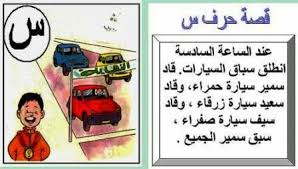 قصة حرف س
عند الساعة السادسة
انطلق سباق السيارات. قاد
سمير سيارة حمراء، وقاد
سعيد سيارة زرقاء ، وقاد
سيف سيارة صفراء ،
سبق سمير الجميع .
س